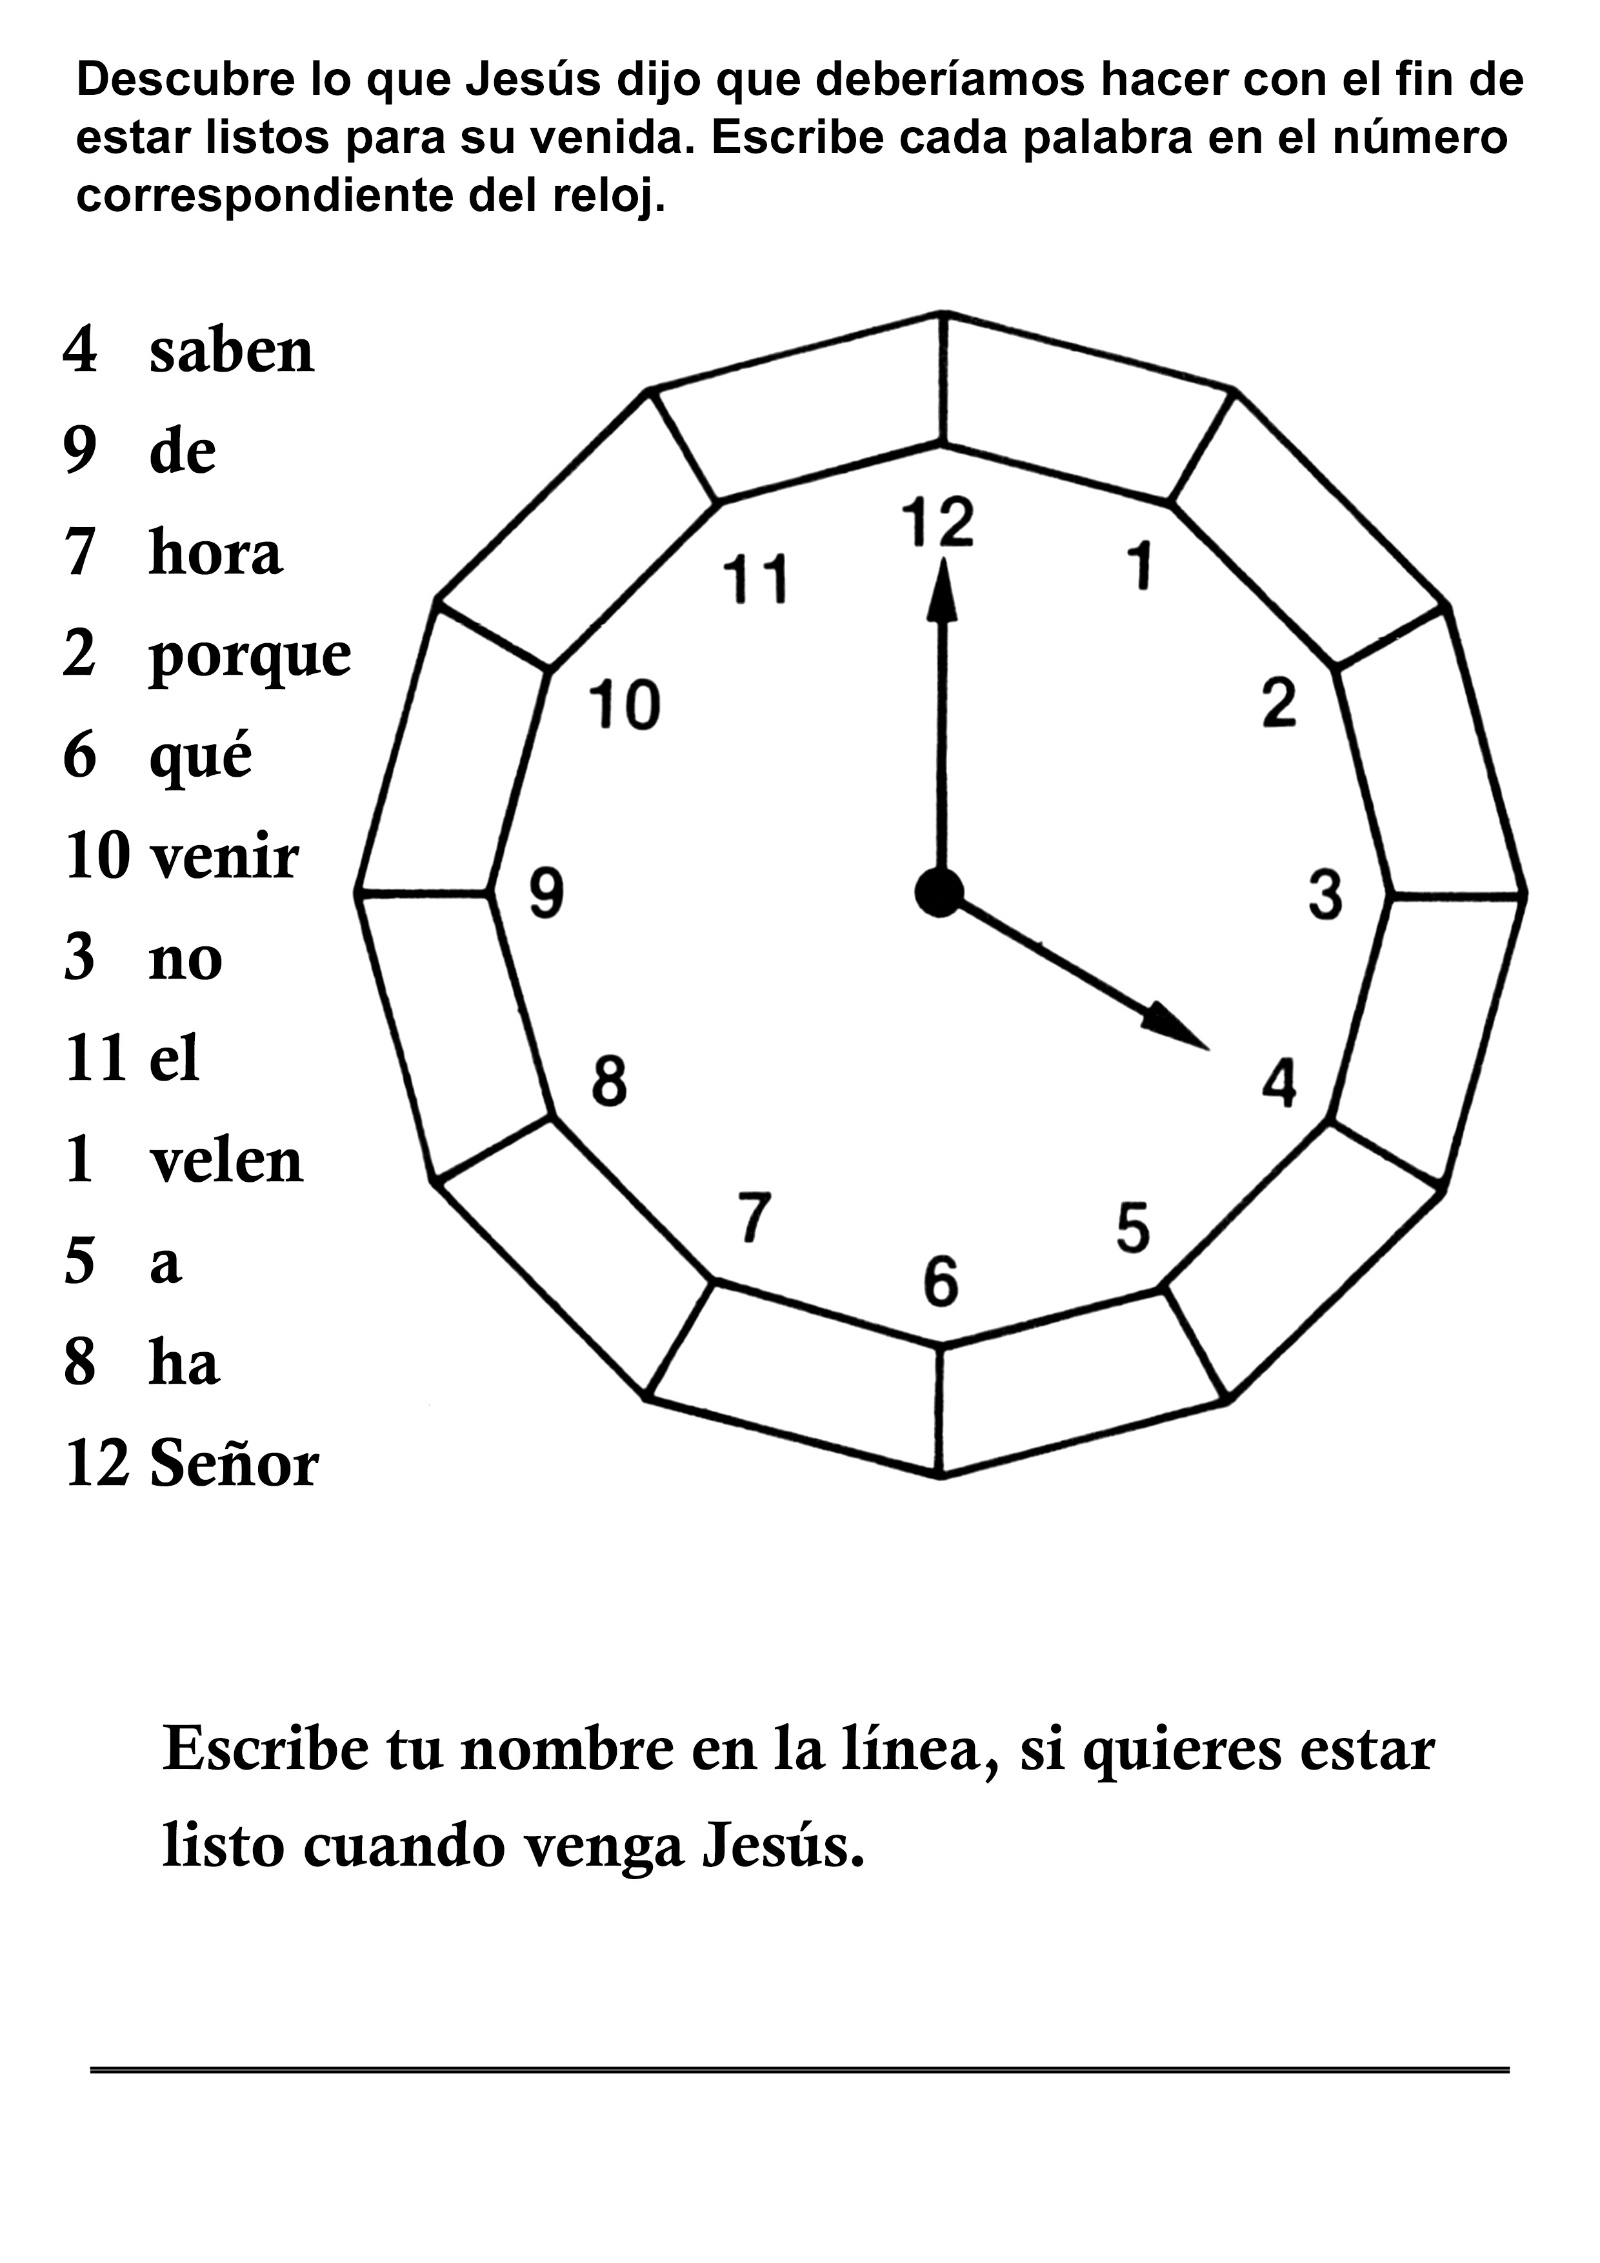 Descubre lo que Jesús dijo que deberíamos hacer con el fin de
estar listos para su venida. Escribe cada palabra en el número
correspondiente del reloj.
4 saben
9 de
7 hora
2 porque
6 qué
10 venir
3 no
11 el
1 velen
5 a
8 ha
12 Señor
12
1
2
3
4
5
6
7
8
9
10
11
Escribe tu nombre en la línea, si quieres estar
listo cuando venga Jesús.